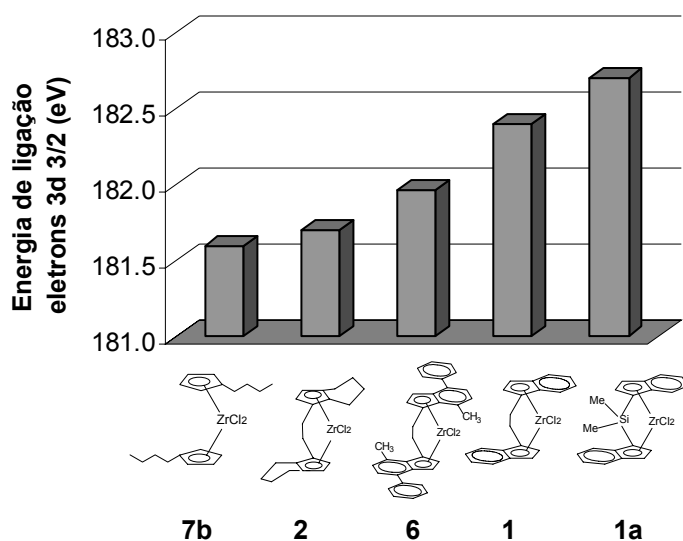 Energia de ligação
eletrons 3d 3/2 (eV)
183.0
182.5
182.0
181.5
181.0
ZrCl2
ZrCl2
CH3
ZrCl2
CH3
ZrCl2
Me
Si
Me
ZrCl2
7b
2
6
1
1a